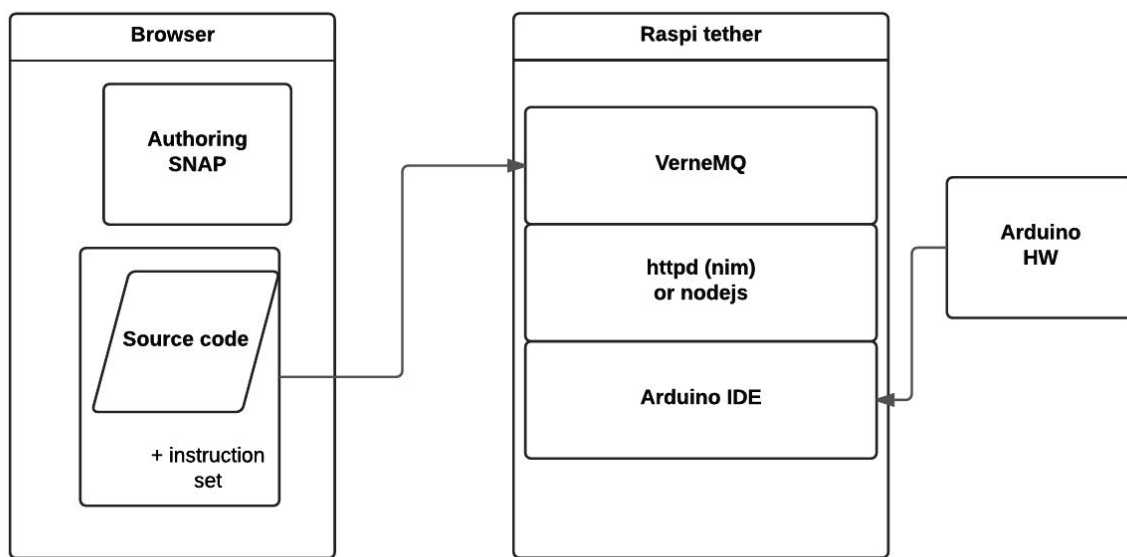 Browser
Authoring
SNAP
Source code
+ instruction
set
Raspi tether
VerneMQ
httpd (nim)
or nodejs
Arduino IDE
Arduino
HW